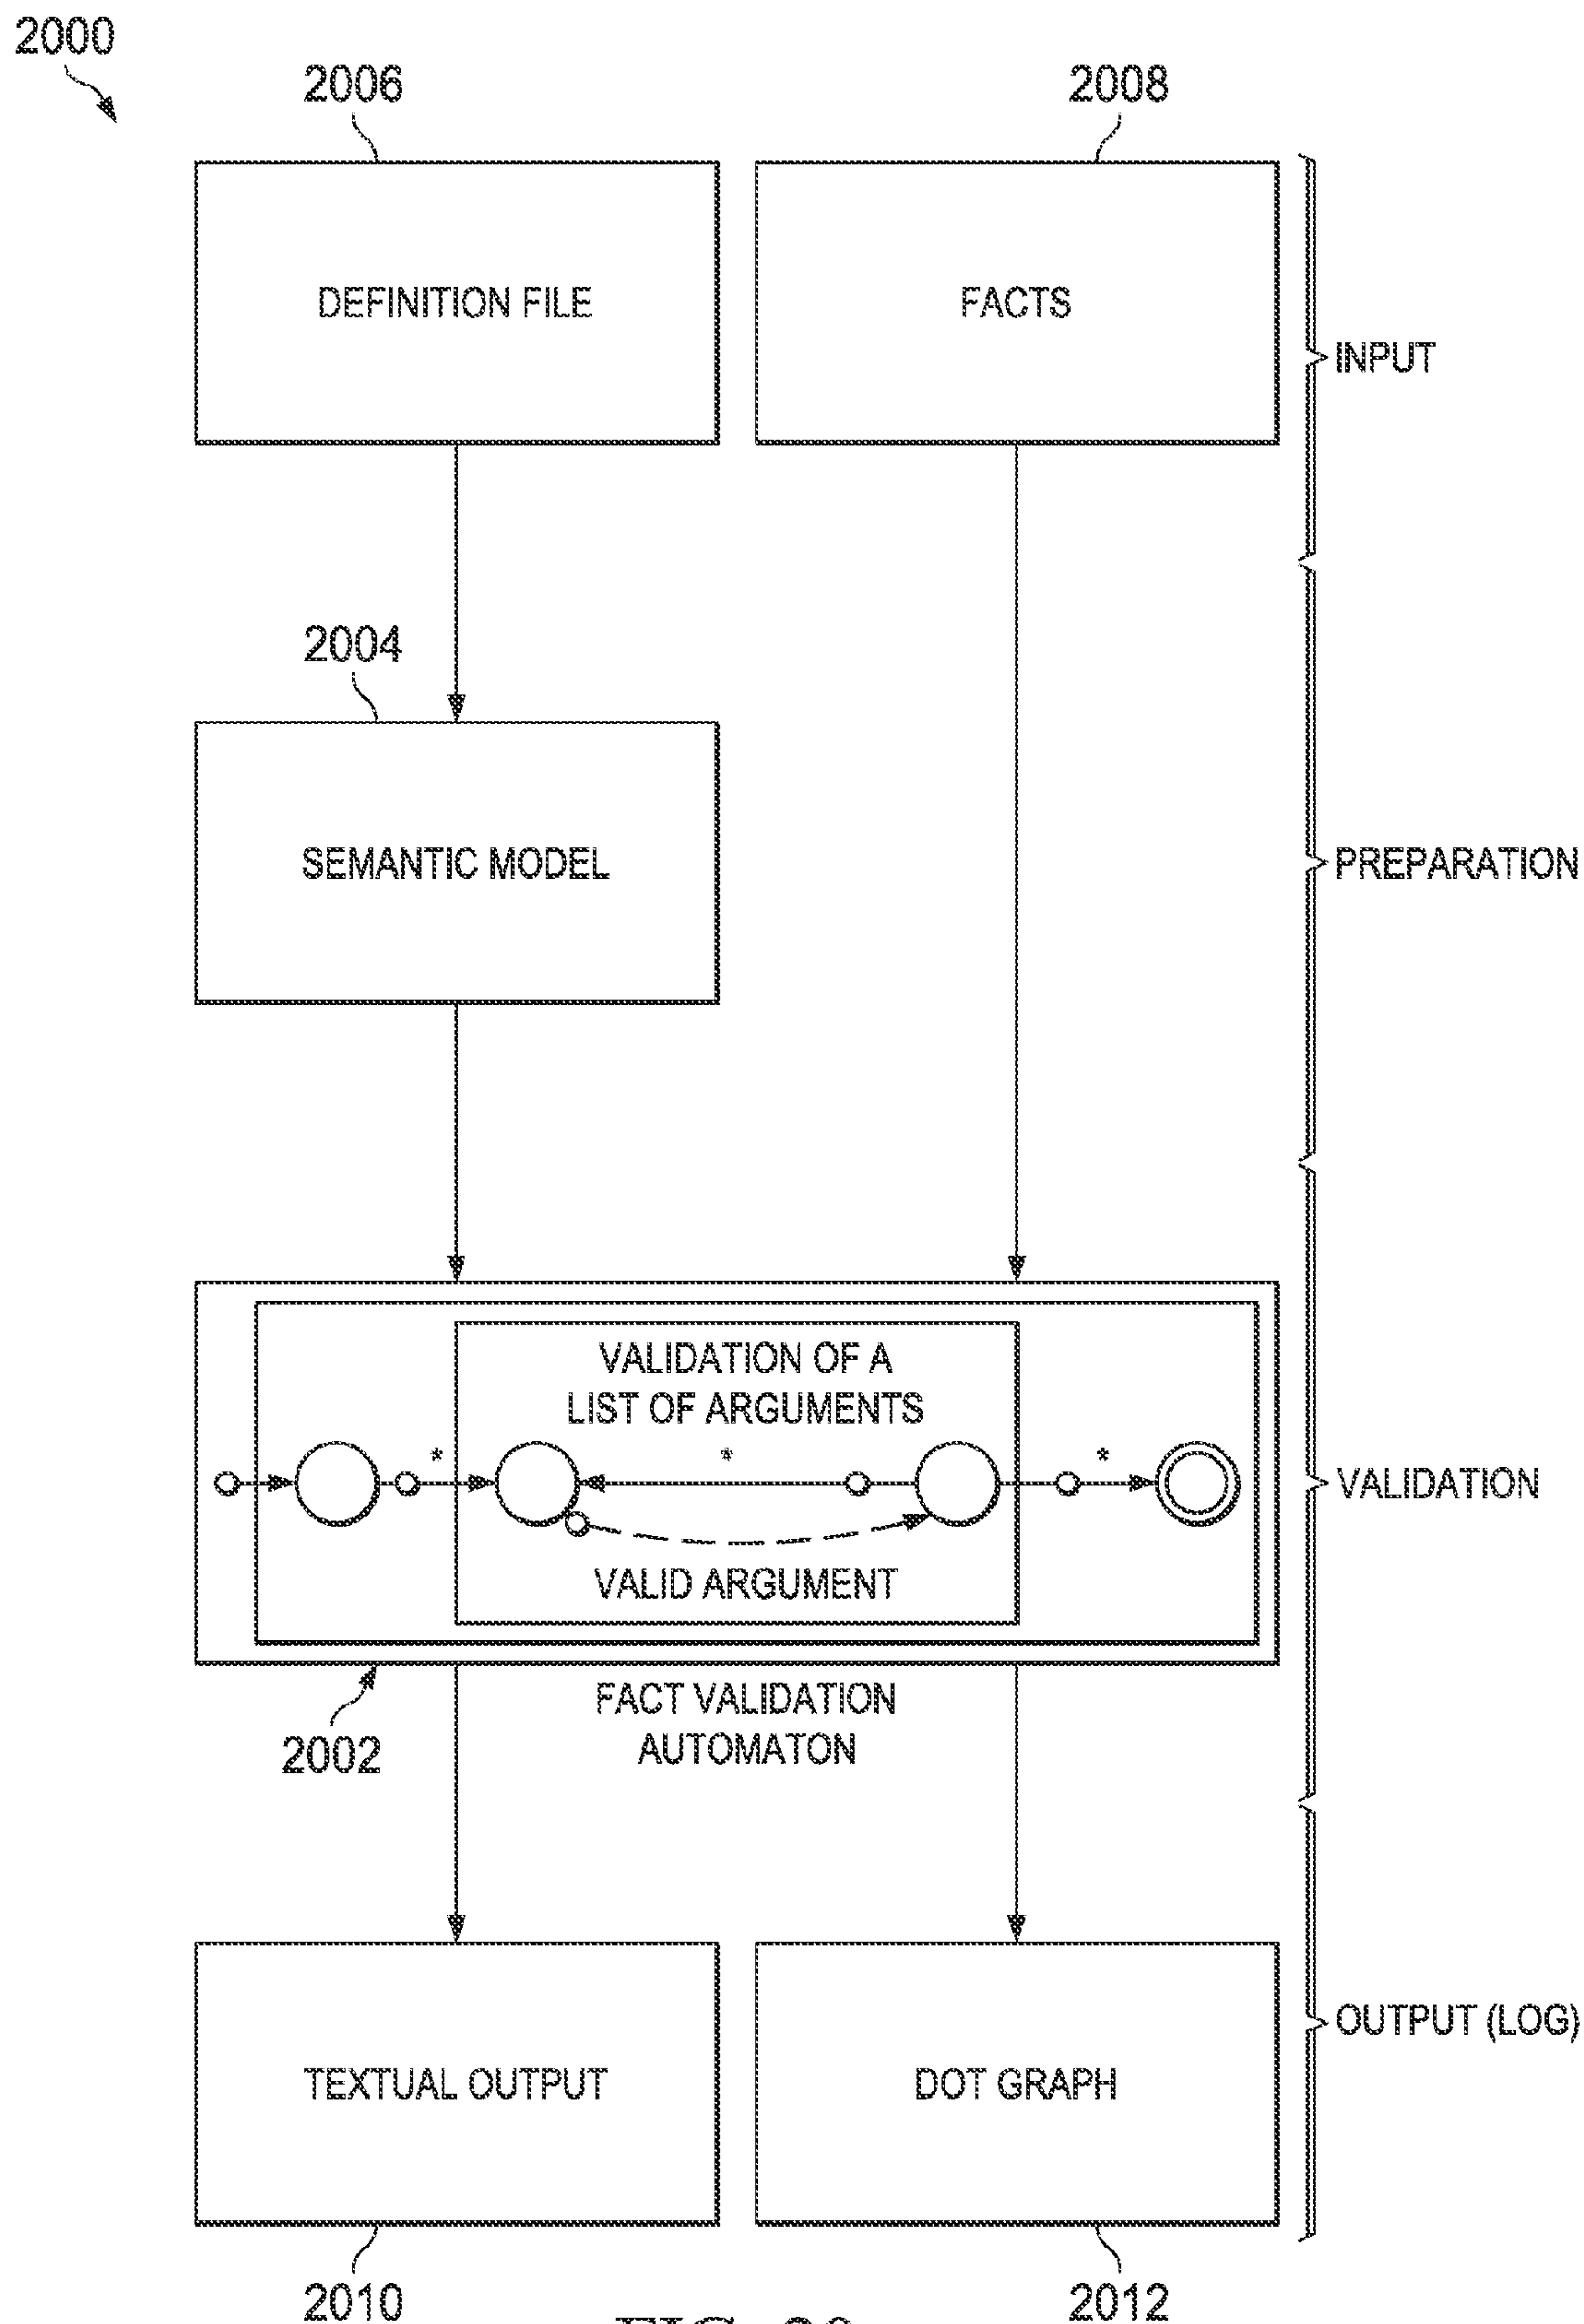 2000
2006
2008
DEFINITION FILE
FACTS
INPUT
2004
SEMANTIC MODEL
PREPARATION
VALIDATION OF A
LIST OF ARGUMENTS
* * *
VALIDATION
VALID ARGUMENT
FACT VALIDATION
AUTOMATON
2002
OUTPUT (LOG)
TEXTUAL OUTPUT
DOT GRAPH
2010
2012